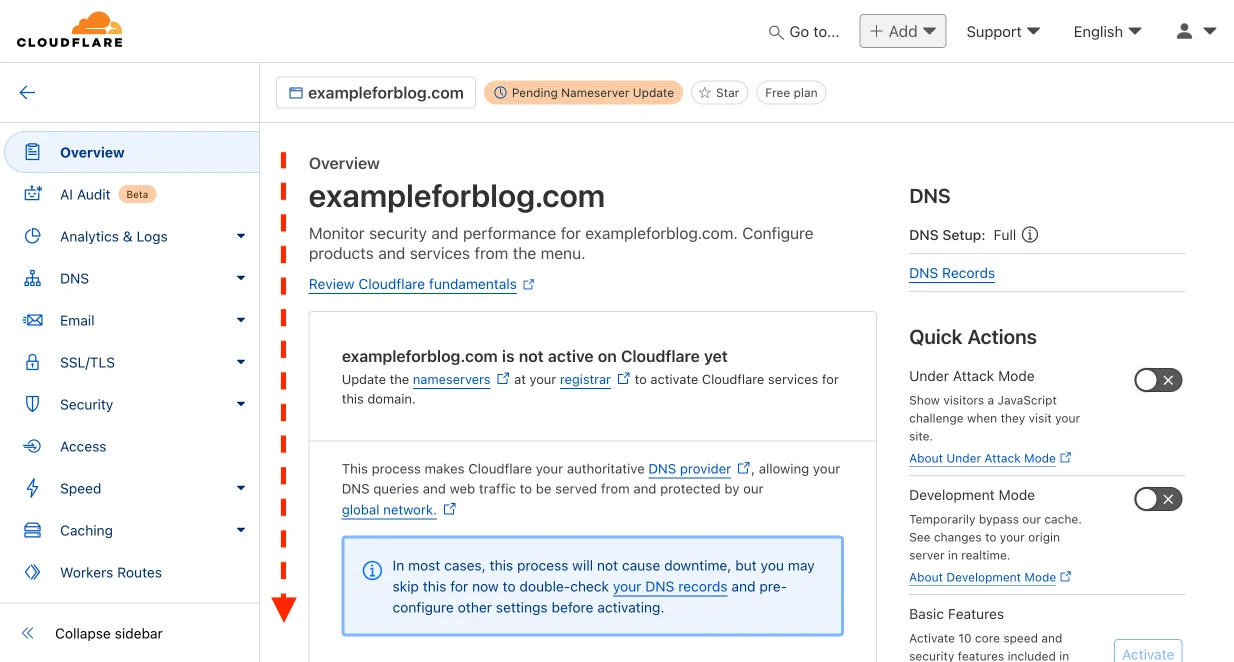 CLOUDFLARE
Go to...
Add
Support
English
exampleforblog.com
Pending Nameserver Update
Star
Free plan
Overview
AI Audit Beta
Analytics & Logs
DNS
Email
SSL/TLS
Security
Access
Speed
Caching
Workers Routes
Collapse sidebar
Overview
exampleforblog.com
Monitor security and performance for exampleforblog.com. Configure
products and services from the menu.
Review Cloudflare fundamentals
exampleforblog.com is not active on Cloudflare yet
Update the nameservers at your registrar to activate Cloudflare services for
this domain.
This process makes Cloudflare your authoritative DNS provider, allowing your
DNS queries and web traffic to be served from and protected by our
global network.
In most cases, this process will not cause downtime, but you may
skip this for now to double-check your DNS records and pre-
configure other settings before activating.
DNS
DNS Setup: Full
DNS Records
Quick Actions
Under Attack Mode
Show visitors a JavaScript
challenge when they visit your
site.
About Under Attack Mode
Development Mode
Temporarily bypass our cache.
See changes to your origin
server in realtime.
About Development Mode
Basic Features
Activate 10 core speed and
security features included in
Activate